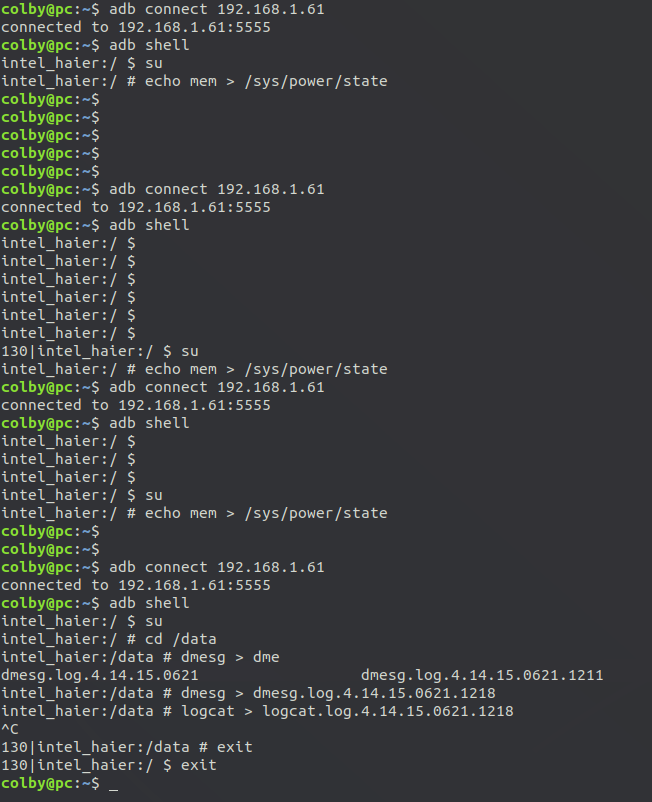 colby@pc:~$ adb connect 192.168.1.61
connected to 192.168.1.61:5555
colby@pc:~$ adb shell
intel_haier:/ $ su
intel_haier:/ # echo mem > /sys/power/state
colby@pc:~$
colby@pc:~$
colby@pc:~$
colby@pc:~$
colby@pc:~$
colby@pc:~$ adb connect 192.168.1.61
connected to 192.168.1.61:5555
colby@pc:~$ adb shell
intel_haier:/ $
intel_haier:/ $
intel_haier:/ $
intel_haier:/ $
intel_haier:/ $
intel_haier:/ $
130|intel_haier:/ $ su
intel_haier:/ # echo mem > /sys/power/state
colby@pc:~$ adb connect 192.168.1.61
connected to 192.168.1.61:5555
colby@pc:~$ adb shell
intel_haier:/ $
intel_haier:/ $
intel_haier:/ $
intel_haier:/ $ su
intel_haier:/ # echo mem > /sys/power/state
colby@pc:~$
colby@pc:~$
colby@pc:~$ adb connect 192.168.1.61
connected to 192.168.1.61:5555
colby@pc:~$ adb shell
intel_haier:/ $ su
intel_haier:/ # cd /data
intel_haier:/data # dmesg > dme
dmesg.log.4.14.15.0621 dmesg.log.4.14.15.0621.1211
intel_haier:/data # dmesg > dmesg.log.4.14.15.0621.1218
intel_haier:/data # logcat > logcat.log.4.14.15.0621.1218
^C
130|intel_haier:/data # exit
130|intel_haier:/ $ exit
colby@pc:~$ _